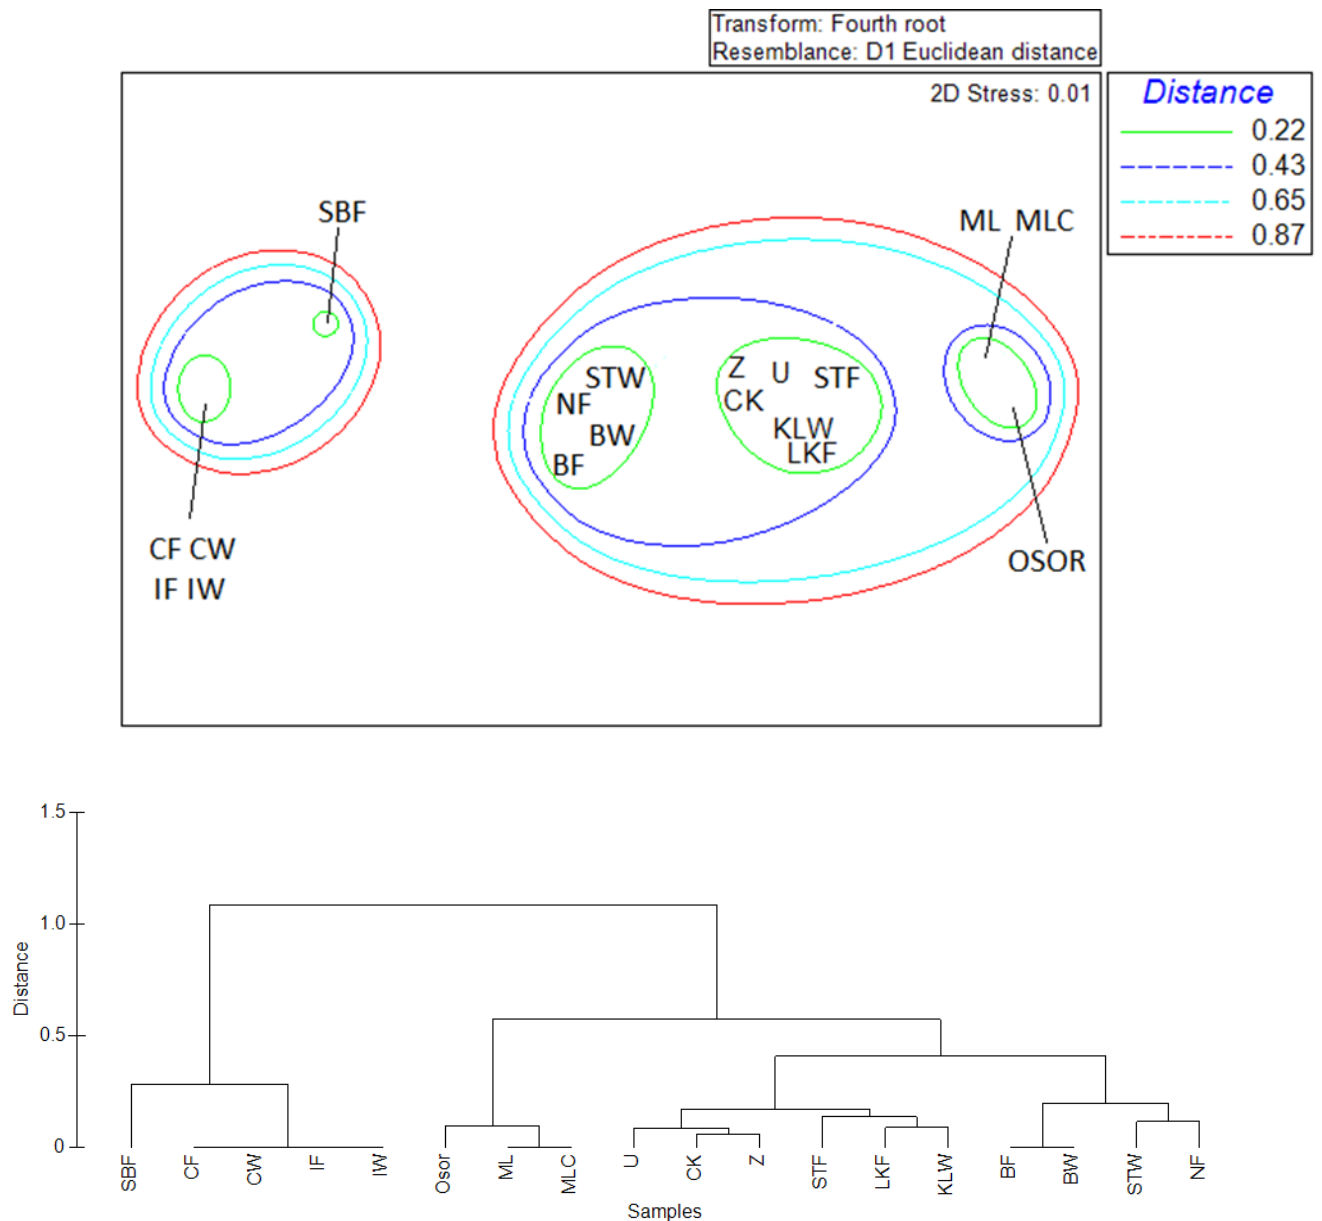 Transform: Fourth root
Resemblance: D1 Euclidean distance
2D Stress: 0.01
Distance
0.22
0.43
0.65
0.87
SBF
ML MLC
STW
NF
BW
BF
Z U STF
CK
KLW
LKF
CF CW
IF IW
OSOR
1.5
1.0
0.5
0
Distance
SBF
CF
CW
IF
IW
Osor
ML
MLC
U
CK
Z
STF
LKF
KLW
BF
BW
STW
NF
Samples